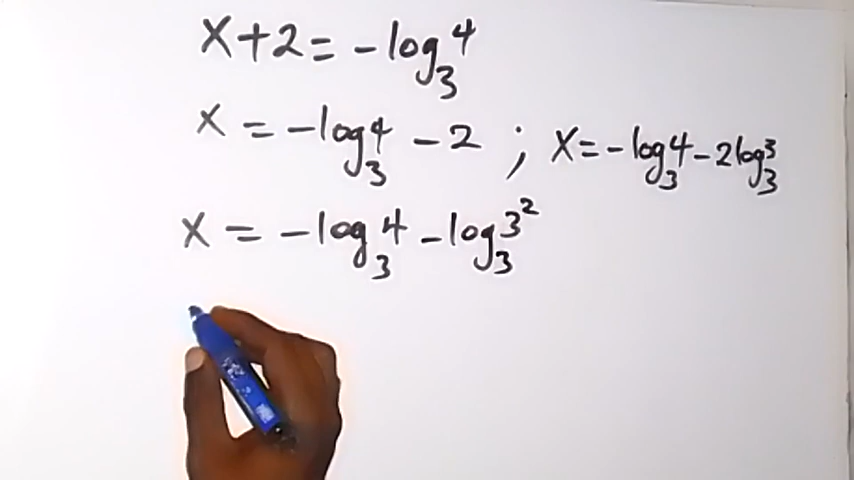 x+2 = -log₃4
x = -log₃4 - 2 ; x = -log₃4 - 2log₃3
x = -log₃4 - log₃3²